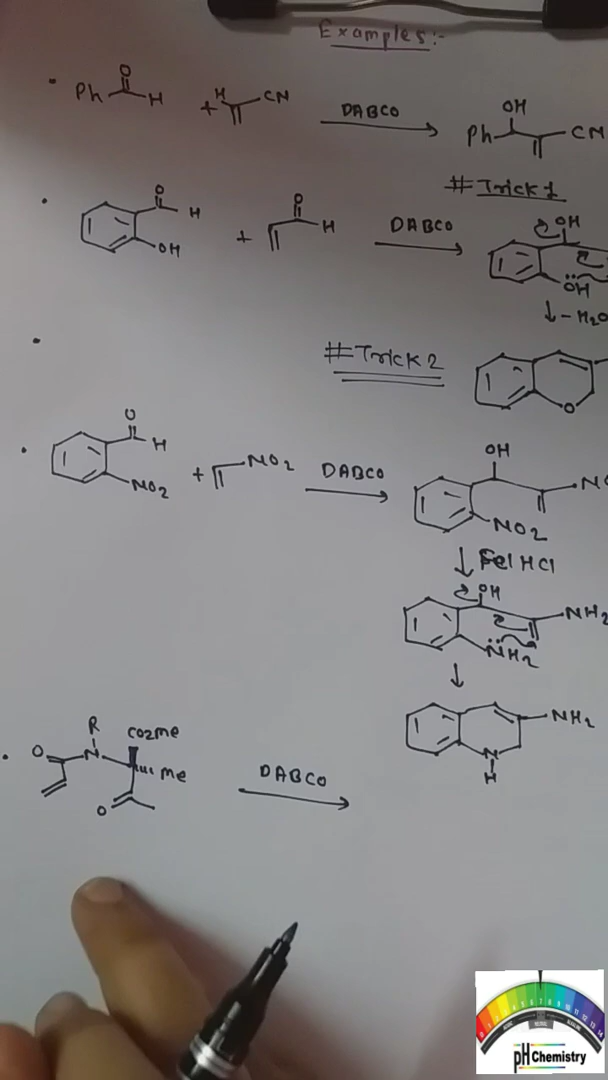 Examples:-
Ph O H + H CN DABCO OH Ph CN
#Trick 1
O H OH + O H DABCO OH OH
↓ -H2O
#Trick 2
O
O H NO2 + NO2 DABCO OH NO2
↓ Fe/HCl
OH NH2 NH2
↓
NH2 N H
O R N CO2Me Me O DABCO
pH Chemistry